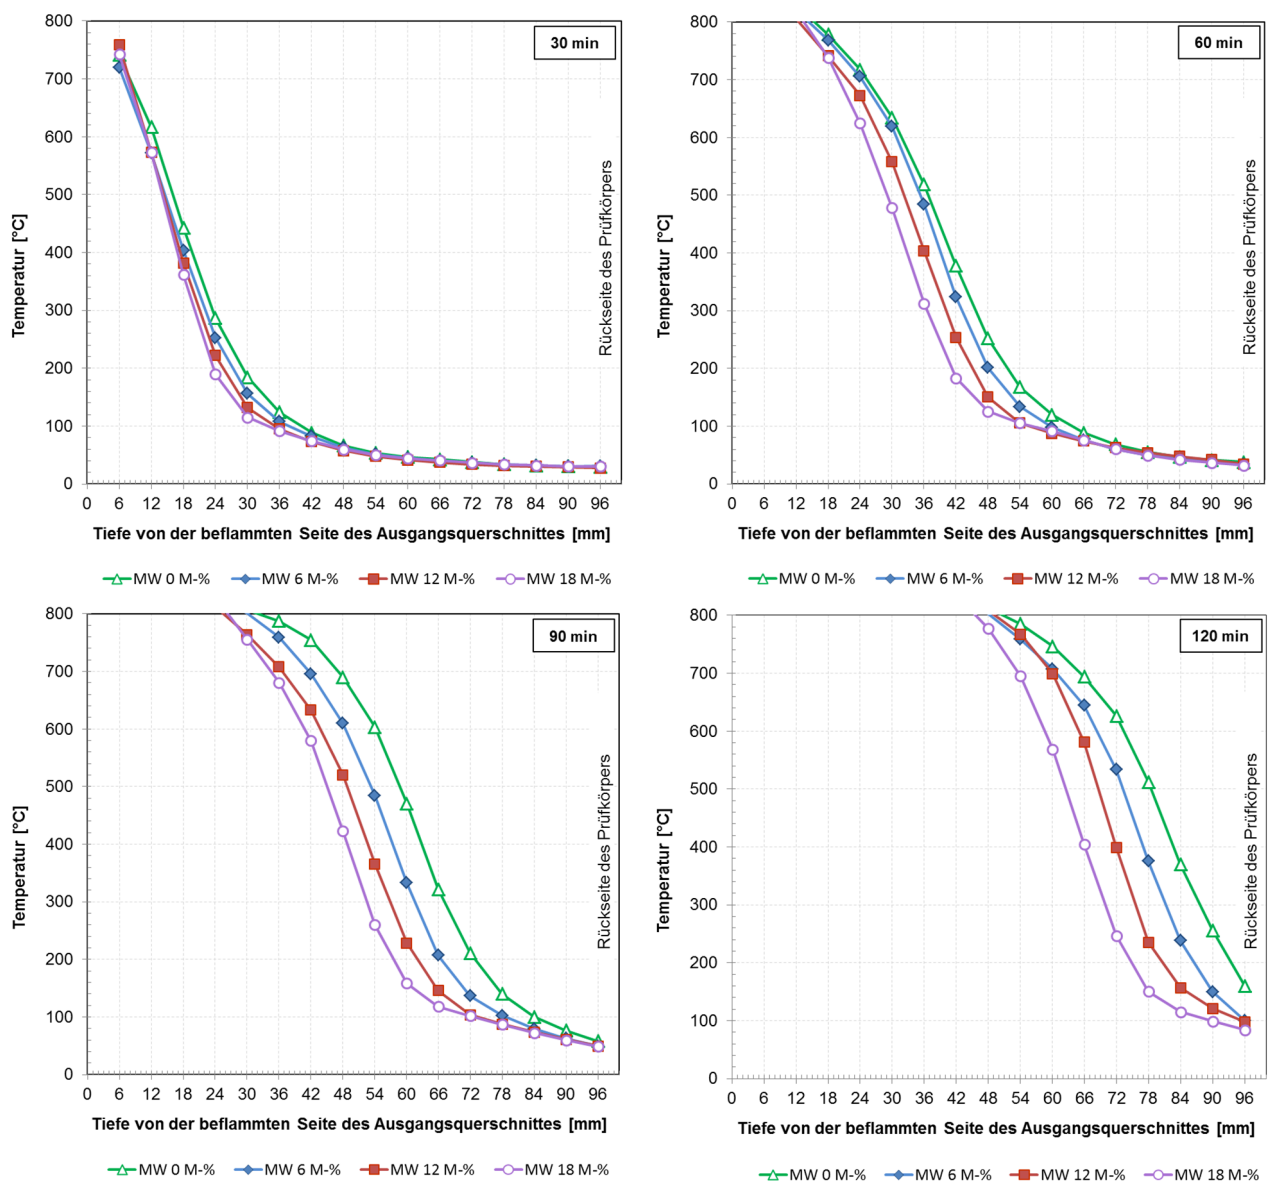 30 min
800
700
600
500
400
300
200
100
0
Temperatur [°C]
Rückseite des Prüfkörpers
0 6 12 18 24 30 36 42 48 54 60 66 72 78 84 90 96
Tiefe von der beflammten Seite des Ausgangsquerschnittes [mm]
MW 0 M-% MW 6 M-% MW 12 M-% MW 18 M-%
60 min
800
700
600
500
400
300
200
100
0
Temperatur [°C]
Rückseite des Prüfkörpers
0 6 12 18 24 30 36 42 48 54 60 66 72 78 84 90 96
Tiefe von der beflammten Seite des Ausgangsquerschnittes [mm]
MW 0 M-% MW 6 M-% MW 12 M-% MW 18 M-%
90 min
800
700
600
500
400
300
200
100
0
Temperatur [°C]
Rückseite des Prüfkörpers
0 6 12 18 24 30 36 42 48 54 60 66 72 78 84 90 96
Tiefe von der beflammten Seite des Ausgangsquerschnittes [mm]
MW 0 M-% MW 6 M-% MW 12 M-% MW 18 M-%
120 min
800
700
600
500
400
300
200
100
0
Temperatur [°C]
Rückseite des Prüfkörpers
0 6 12 18 24 30 36 42 48 54 60 66 72 78 84 90 96
Tiefe von der beflammten Seite des Ausgangsquerschnittes [mm]
MW 0 M-% MW 6 M-% MW 12 M-% MW 18 M-%